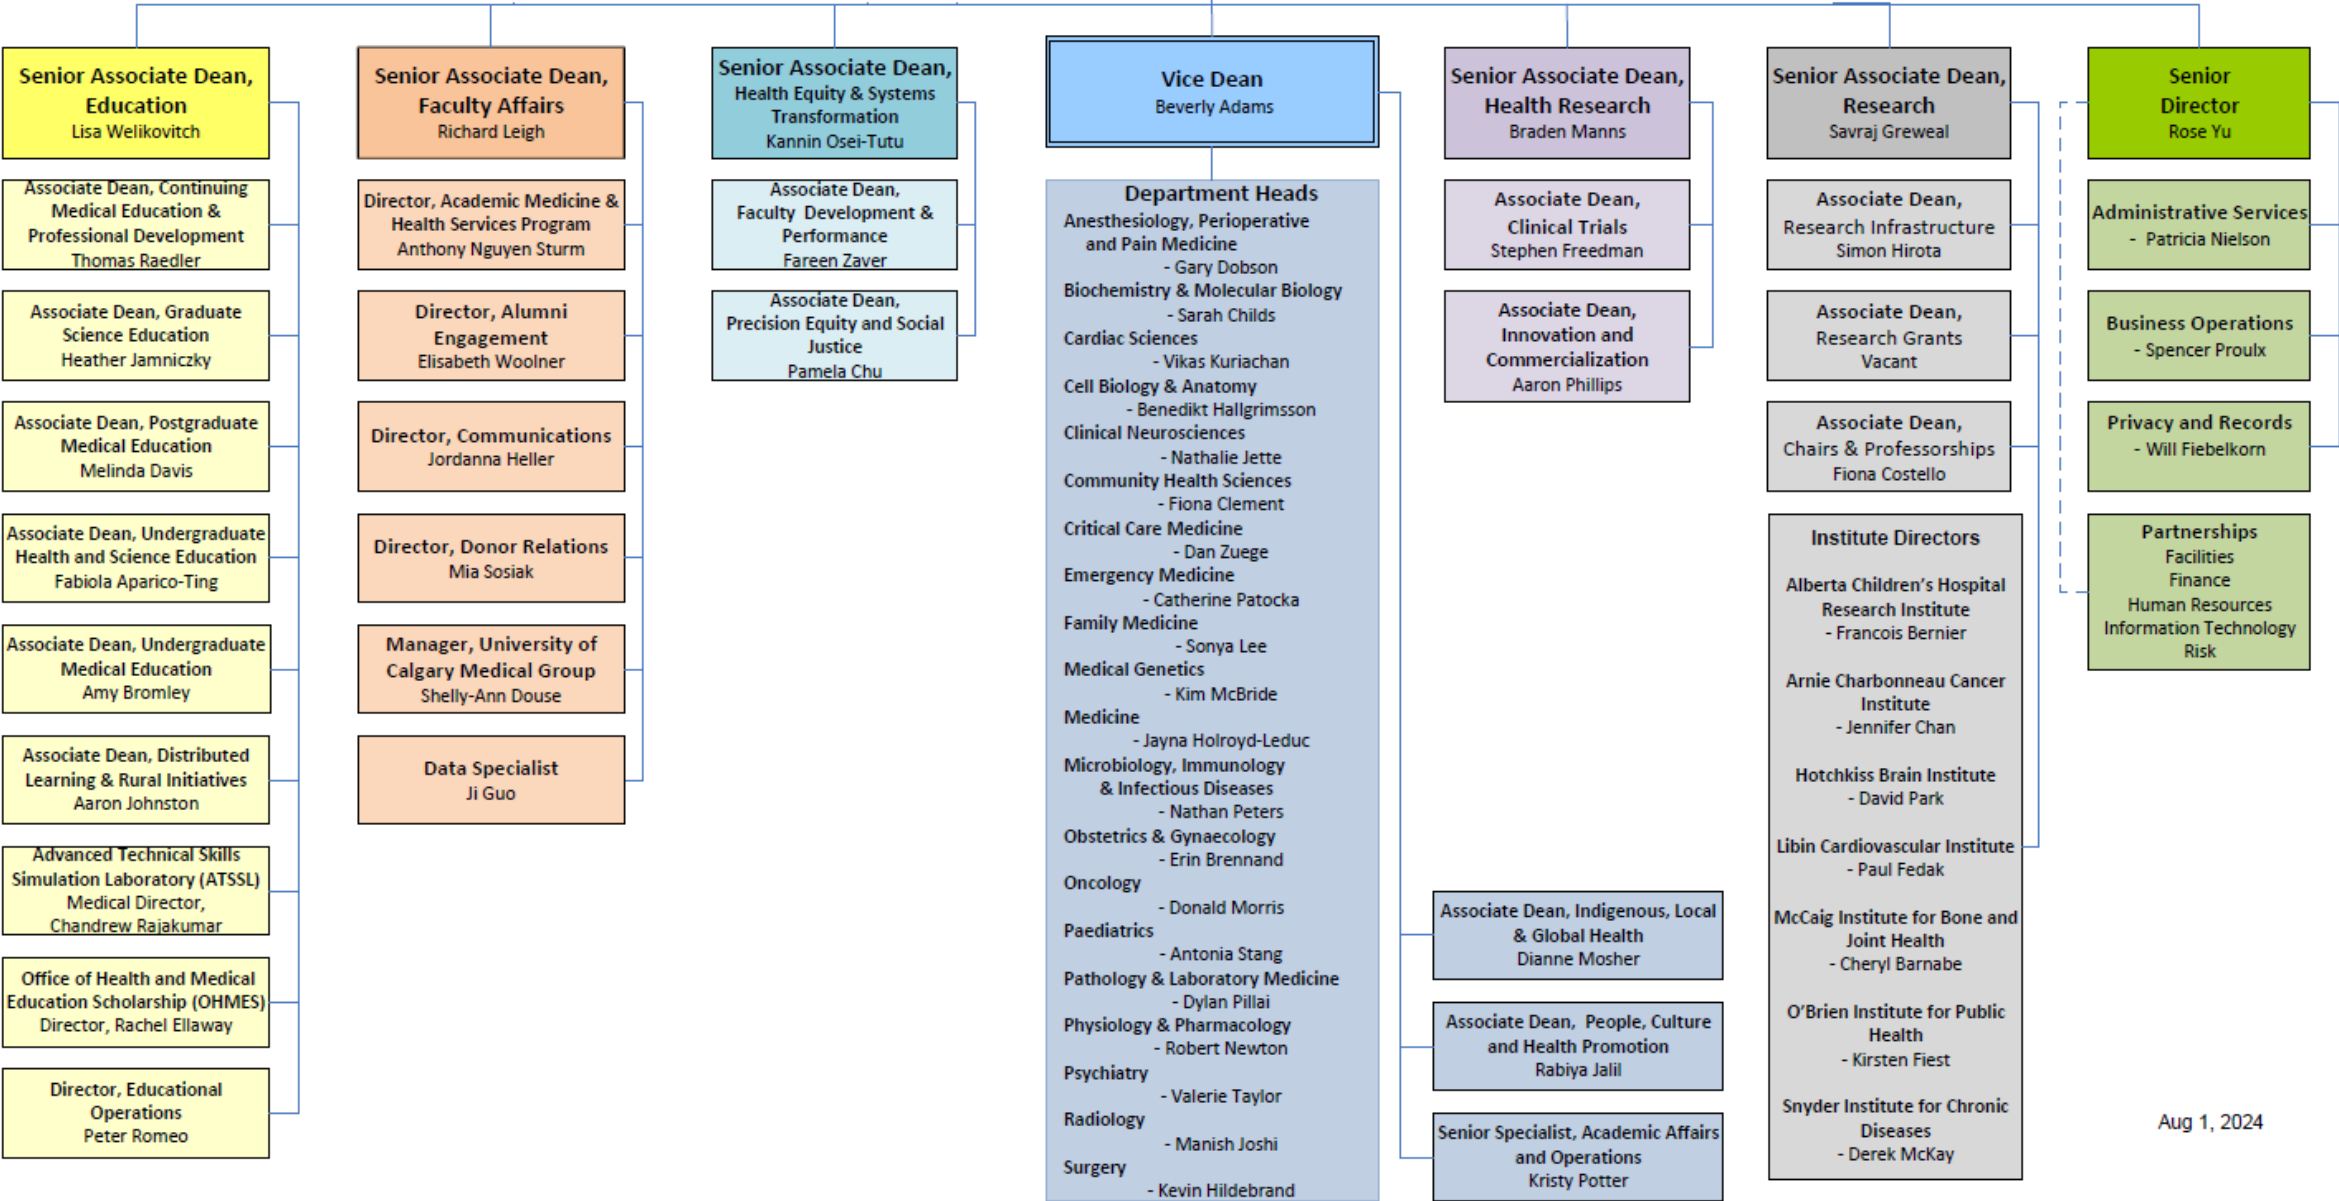 Senior Associate Dean,
Education
Lisa Welikovitch
Associate Dean, Continuing
Medical Education &
Professional Development
Thomas Raedler
Associate Dean, Graduate
Science Education
Heather Jamniczky
Associate Dean, Postgraduate
Medical Education
Melinda Davis
Associate Dean, Undergraduate
Health and Science Education
Fabiola Aparico-Ting
Associate Dean, Undergraduate
Medical Education
Amy Bromley
Associate Dean, Distributed
Learning & Rural Initiatives
Aaron Johnston
Advanced Technical Skills
Simulation Laboratory (ATSSL)
Medical Director,
Chandrew Rajakumar
Office of Health and Medical
Education Scholarship (OHMES)
Director, Rachel Ellaway
Director, Educational
Operations
Peter Romeo
Senior Associate Dean,
Faculty Affairs
Richard Leigh
Director, Academic Medicine &
Health Services Program
Anthony Nguyen Sturm
Director, Alumni
Engagement
Elisabeth Woolner
Director, Communications
Jordanna Heller
Director, Donor Relations
Mia Sosiak
Manager, University of
Calgary Medical Group
Shelly-Ann Douse
Data Specialist
Ji Guo
Senior Associate Dean,
Health Equity & Systems
Transformation
Kannin Osei-Tutu
Associate Dean,
Faculty Development &
Performance
Fareen Zaver
Associate Dean,
Precision Equity and Social
Justice
Pamela Chu
Vice Dean
Beverly Adams
Department Heads
Anesthesiology, Perioperative
and Pain Medicine
- Gary Dobson
Biochemistry & Molecular Biology
- Sarah Childs
Cardiac Sciences
- Vikas Kuriachan
Cell Biology & Anatomy
- Benedikt Hallgrimsson
Clinical Neurosciences
- Nathalie Jette
Community Health Sciences
- Fiona Clement
Critical Care Medicine
- Dan Zuege
Emergency Medicine
- Catherine Patocka
Family Medicine
- Sonya Lee
Medical Genetics
- Kim McBride
Medicine
- Jayna Holroyd-Leduc
Microbiology, Immunology
& Infectious Diseases
- Nathan Peters
Obstetrics & Gynaecology
- Erin Brennand
Oncology
- Donald Morris
Paediatrics
- Antonia Stang
Pathology & Laboratory Medicine
- Dylan Pillai
Physiology & Pharmacology
- Robert Newton
Psychiatry
- Valerie Taylor
Radiology
- Manish Joshi
Surgery
- Kevin Hildebrand
Associate Dean, Indigenous, Local
& Global Health
Dianne Mosher
Associate Dean, People, Culture
and Health Promotion
Rabiya Jalil
Senior Specialist, Academic Affairs
and Operations
Kristy Potter
Senior Associate Dean,
Health Research
Braden Manns
Associate Dean,
Clinical Trials
Stephen Freedman
Associate Dean,
Innovation and
Commercialization
Aaron Phillips
Senior Associate Dean,
Research
Savraj Greweal
Associate Dean,
Research Infrastructure
Simon Hirota
Associate Dean,
Research Grants
Vacant
Associate Dean,
Chairs & Professorships
Fiona Costello
Institute Directors
Alberta Children's Hospital
Research Institute
- Francois Bernier
Arnie Charbonneau Cancer
Institute
- Jennifer Chan
Hotchkiss Brain Institute
- David Park
Libin Cardiovascular Institute
- Paul Fedak
McCaig Institute for Bone and
Joint Health
- Cheryl Barnabe
O'Brien Institute for Public
Health
- Kirsten Fiest
Snyder Institute for Chronic
Diseases
- Derek McKay
Senior
Director
Rose Yu
Administrative Services
- Patricia Nielson
Business Operations
- Spencer Proulx
Privacy and Records
- Will Fiebelkorn
Partnerships
Facilities
Finance
Human Resources
Information Technology
Risk
Aug 1, 2024